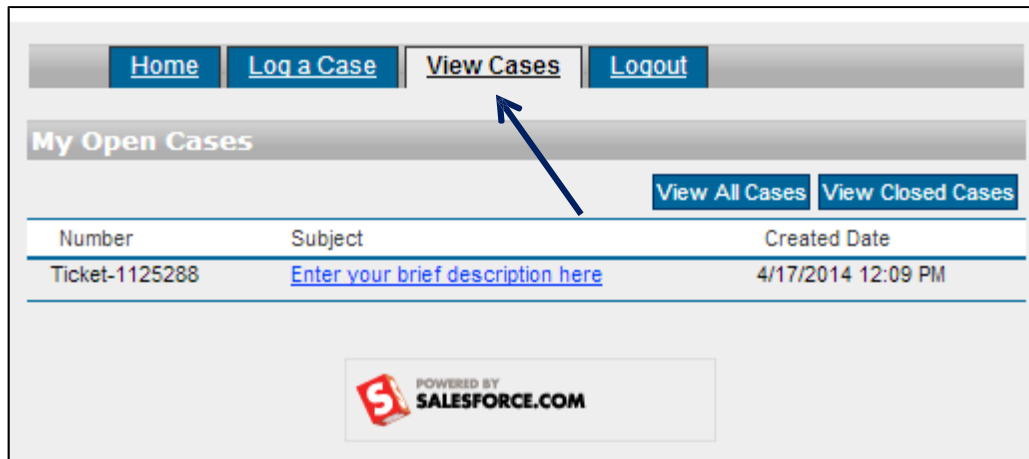 Home Log a Case View Cases Logout
My Open Cases
View All Cases View Closed Cases
Number Subject Created Date
Ticket-1125288 Enter your brief description here 4/17/2014 12:09 PM
S POWERED BY
SALESFORCE.COM